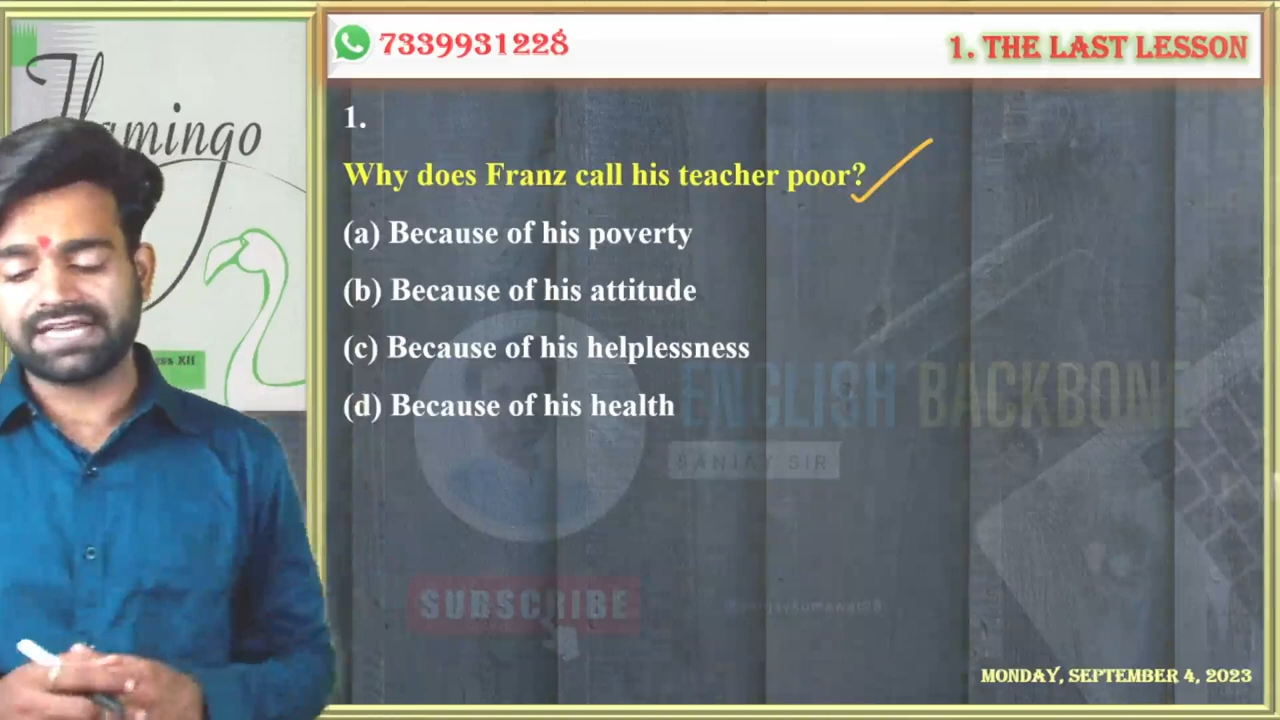 Flamingo
ss XII
7339931228
1. THE LAST LESSON
1.
Why does Franz call his teacher poor?
(a) Because of his poverty
(b) Because of his attitude
(c) Because of his helplessness
(d) Because of his health
ENGLISH BACKBONE
SANJAY SIR
SUBSCRIBE
MONDAY, SEPTEMBER 4, 2023